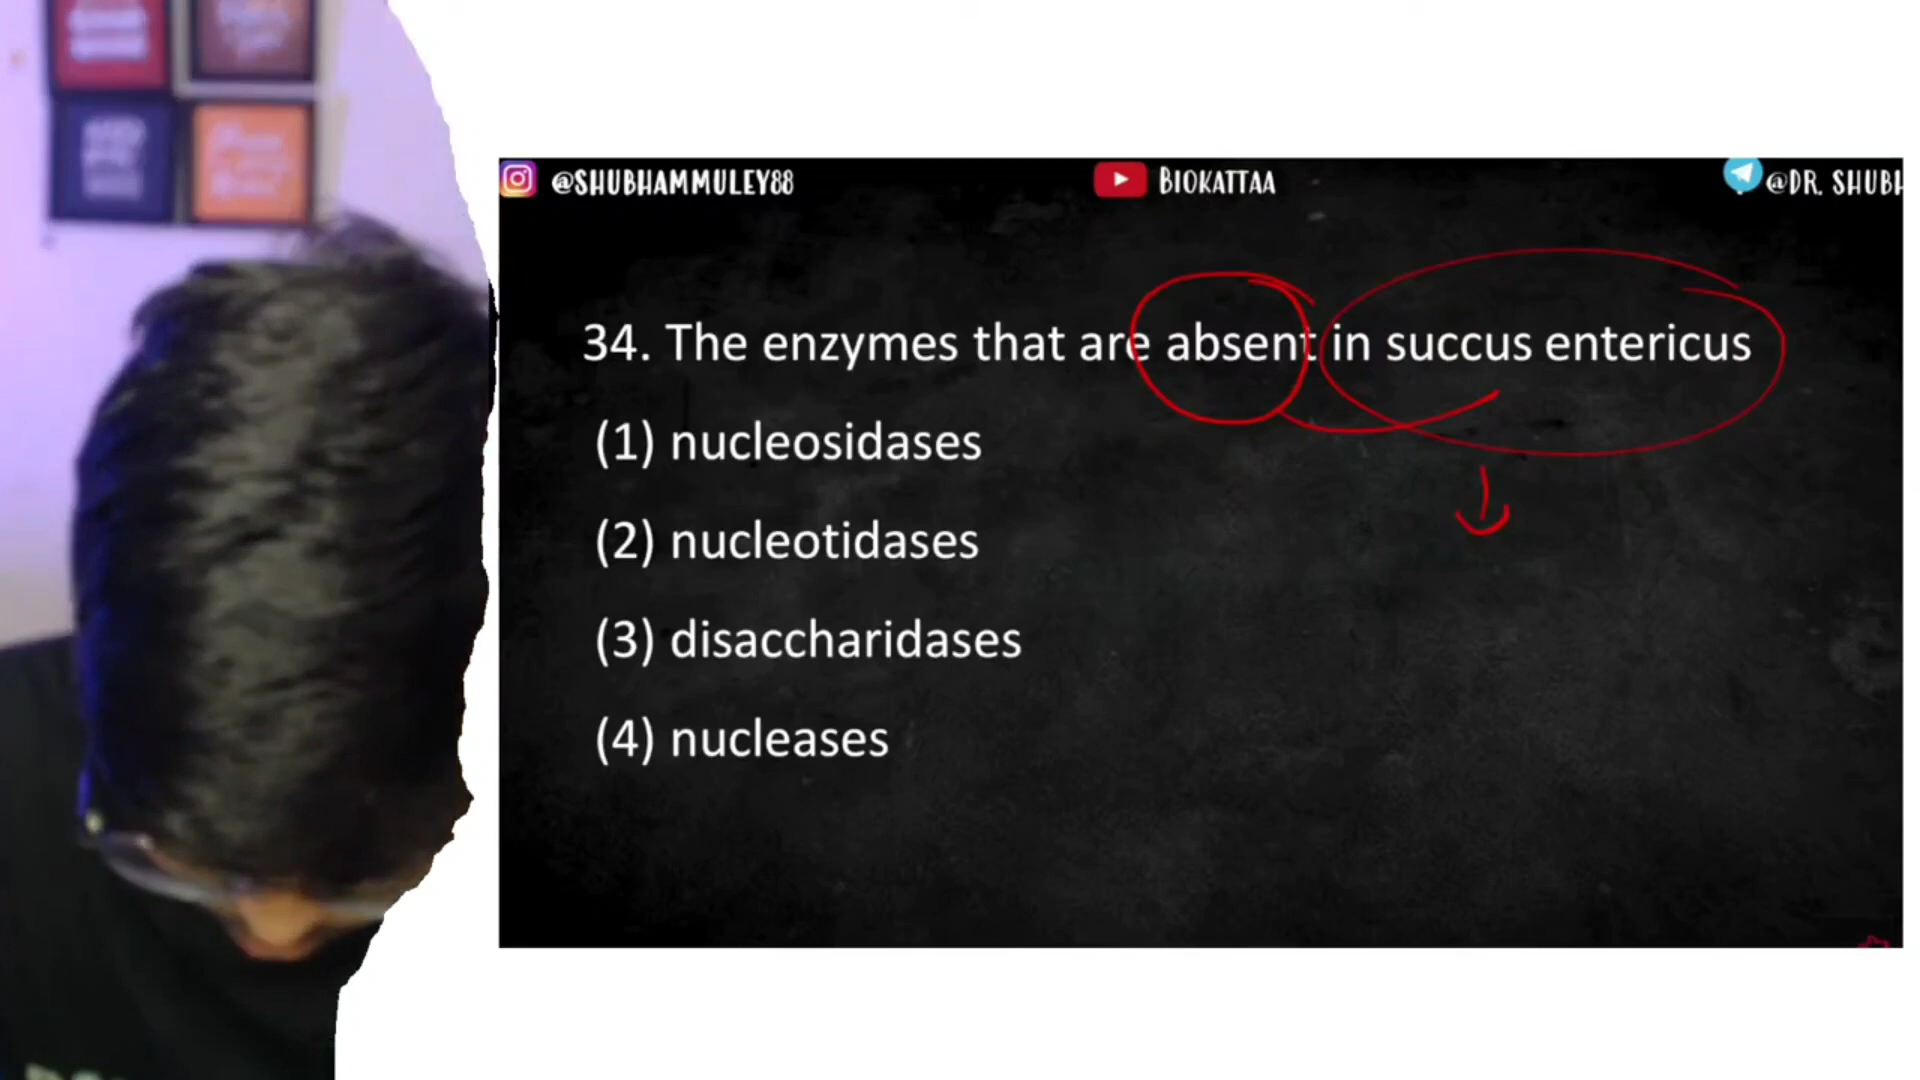 @SHUBHAMMULEY88
BIOKATTAA
@DR. SHUBH
34. The enzymes that are absent in succus entericus
(1) nucleosidases
(2) nucleotidases
(3) disaccharidases
(4) nucleases